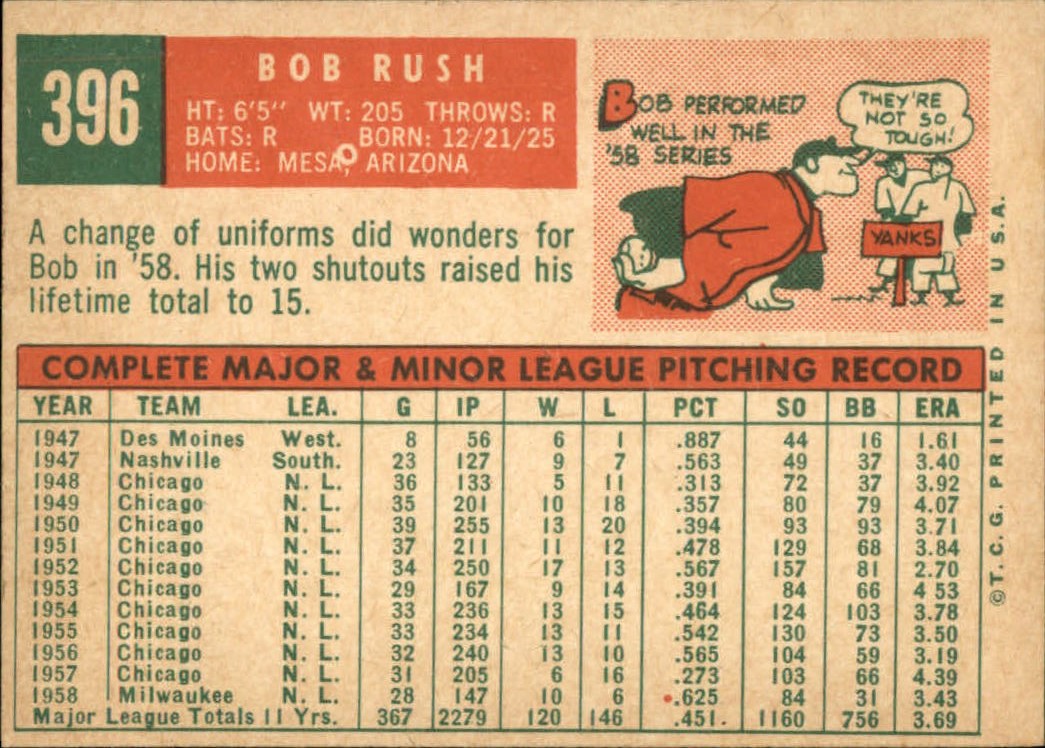 396
BOB RUSH
HT: 6'5" WT: 205 THROWS: R
BATS: R BORN: 12/21/25
HOME: MESA, ARIZONA
BOB PERFORMED
WELL IN THE
'58 SERIES
THEY'RE
NOT SO
TOUGH!
YANKS
A change of uniforms did wonders for
Bob in '58. His two shutouts raised his
lifetime total to 15.
COMPLETE MAJOR & MINOR LEAGUE PITCHING RECORD
YEAR TEAM LEA. G IP W L PCT SO BB ERA
1947 Des Moines West. 8 56 6 1 .887 44 16 1.61
1947 Nashville South. 23 127 9 7 .563 49 37 3.40
1948 Chicago N. L. 36 133 5 11 .313 72 37 3.92
1949 Chicago N. L. 35 201 10 18 .357 80 79 4.07
1950 Chicago N. L. 39 255 13 20 .394 93 93 3.71
1951 Chicago N. L. 37 211 11 12 .478 129 68 3.84
1952 Chicago N. L. 34 250 17 13 .567 157 81 2.70
1953 Chicago N. L. 29 167 9 14 .391 84 66 4 53
1954 Chicago N. L. 33 236 13 15 .464 124 103 3.78
1955 Chicago N. L. 33 234 13 11 .542 130 73 3.50
1956 Chicago N. L. 32 240 13 10 .565 104 59 3.19
1957 Chicago N. L. 31 205 6 16 .273 103 66 4.39
1958 Milwaukee N. L. 28 147 10 6 .625 84 31 3.43
Major League Totals 11 Yrs. 367 2279 120 146 .451. 1160 756 3.69
©T. C. G. PRINTED IN U.S.A.